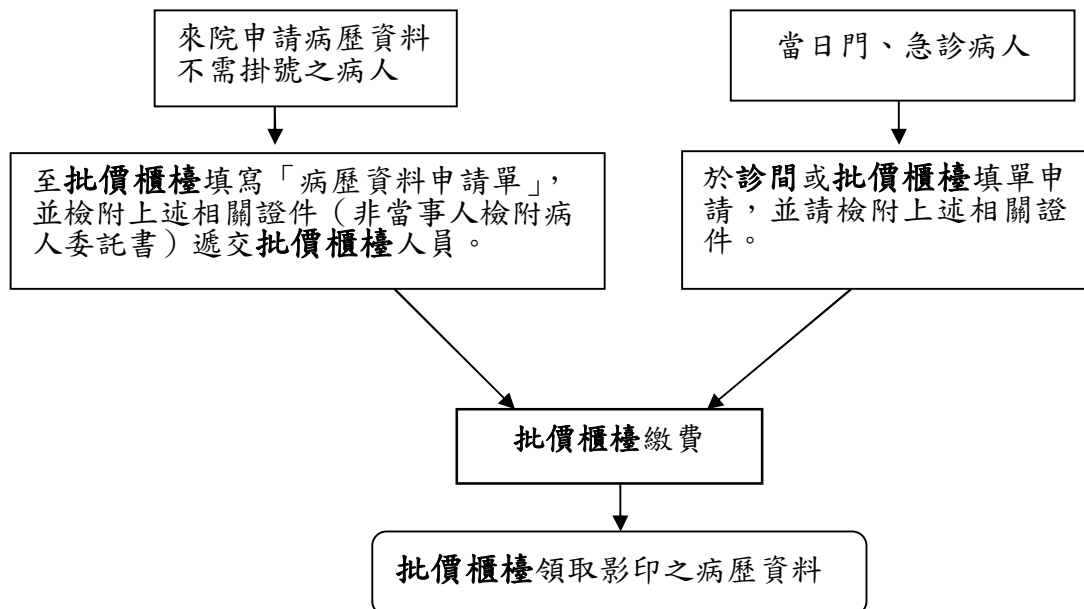 來院申請病歷資料
不需掛號之病人
當日門、急診病人
至批價櫃檯填寫「病歷資料申請單」，
並檢附上述相關證件（非當事人檢附病
人委託書）遞交批價櫃檯人員。
於診間或批價櫃檯填單申
請，並請檢附上述相關證
件。
批價櫃檯繳費
批價櫃檯領取影印之病歷資料